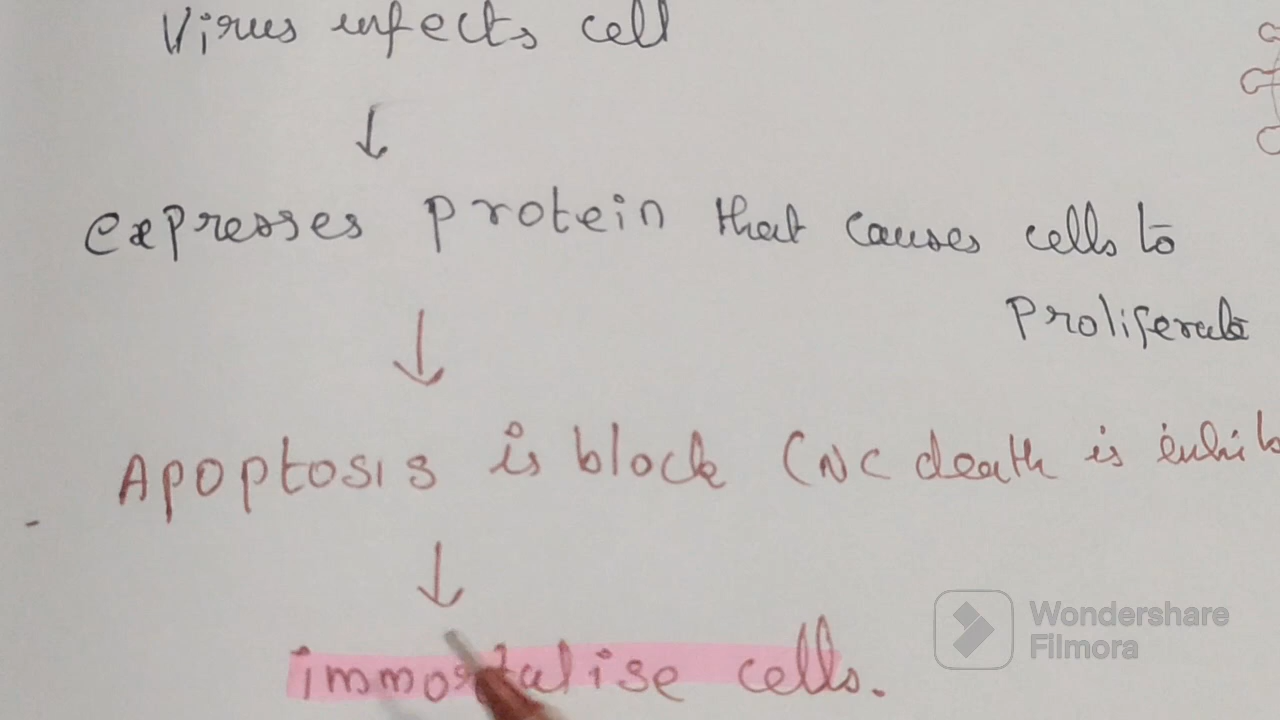 Virus infects cell
↓
expresses protein that causes cells to
proliferate
↓
Apoptosis is block (NC death is
↓
immortalise cells.
Wondershare
Filmora